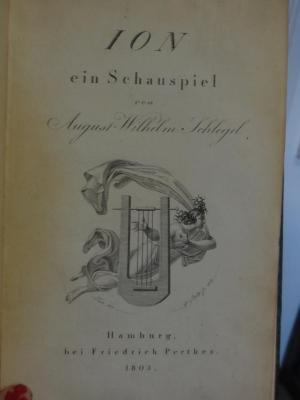 ION
ein Schauspiel
von
August Wilhelm Schlegel
Hamburg,
bei Friedrich Perthes.
1803.